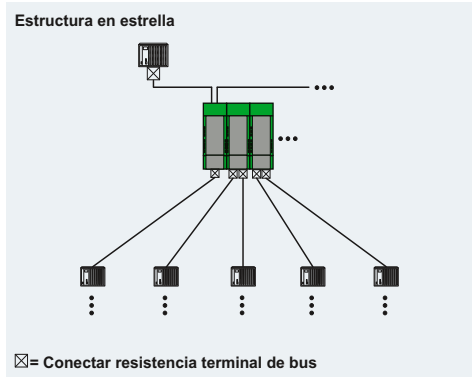 Estructura en estrella
☒= Conectar resistencia terminal de bus